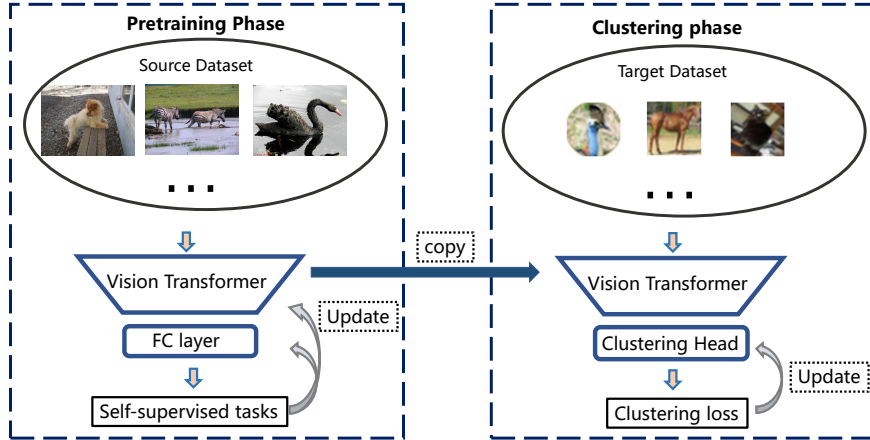 Pretraining Phase
Source Dataset
. . .
Vision Transformer
FC layer
Self-supervised tasks
Update
copy
Clustering phase
Target Dataset
. . .
Vision Transformer
Clustering Head
Clustering loss
Update